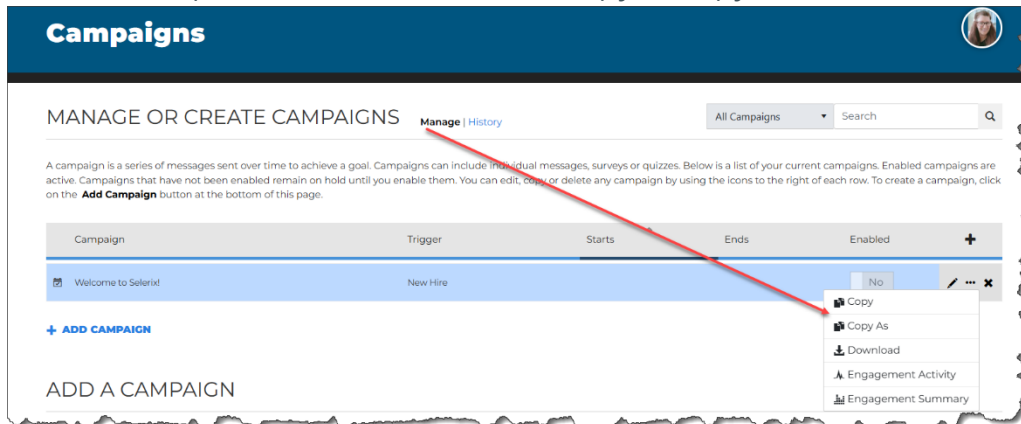 Campaigns
MANAGE OR CREATE CAMPAIGNS Manage | History All Campaigns Search
A campaign is a series of messages sent over time to achieve a goal. Campaigns can include individual messages, surveys or quizzes. Below is a list of your current campaigns. Enabled campaigns are
active. Campaigns that have not been enabled remain on hold until you enable them. You can edit, copy or delete any campaign by using the icons to the right of each row. To create a campaign, click
on the Add Campaign button at the bottom of this page.
Campaign Trigger Starts Ends Enabled
Welcome to Selerix! New Hire No
Copy
+ ADD CAMPAIGN Copy As
Download
Engagement Activity
ADD A CAMPAIGN Engagement Summary